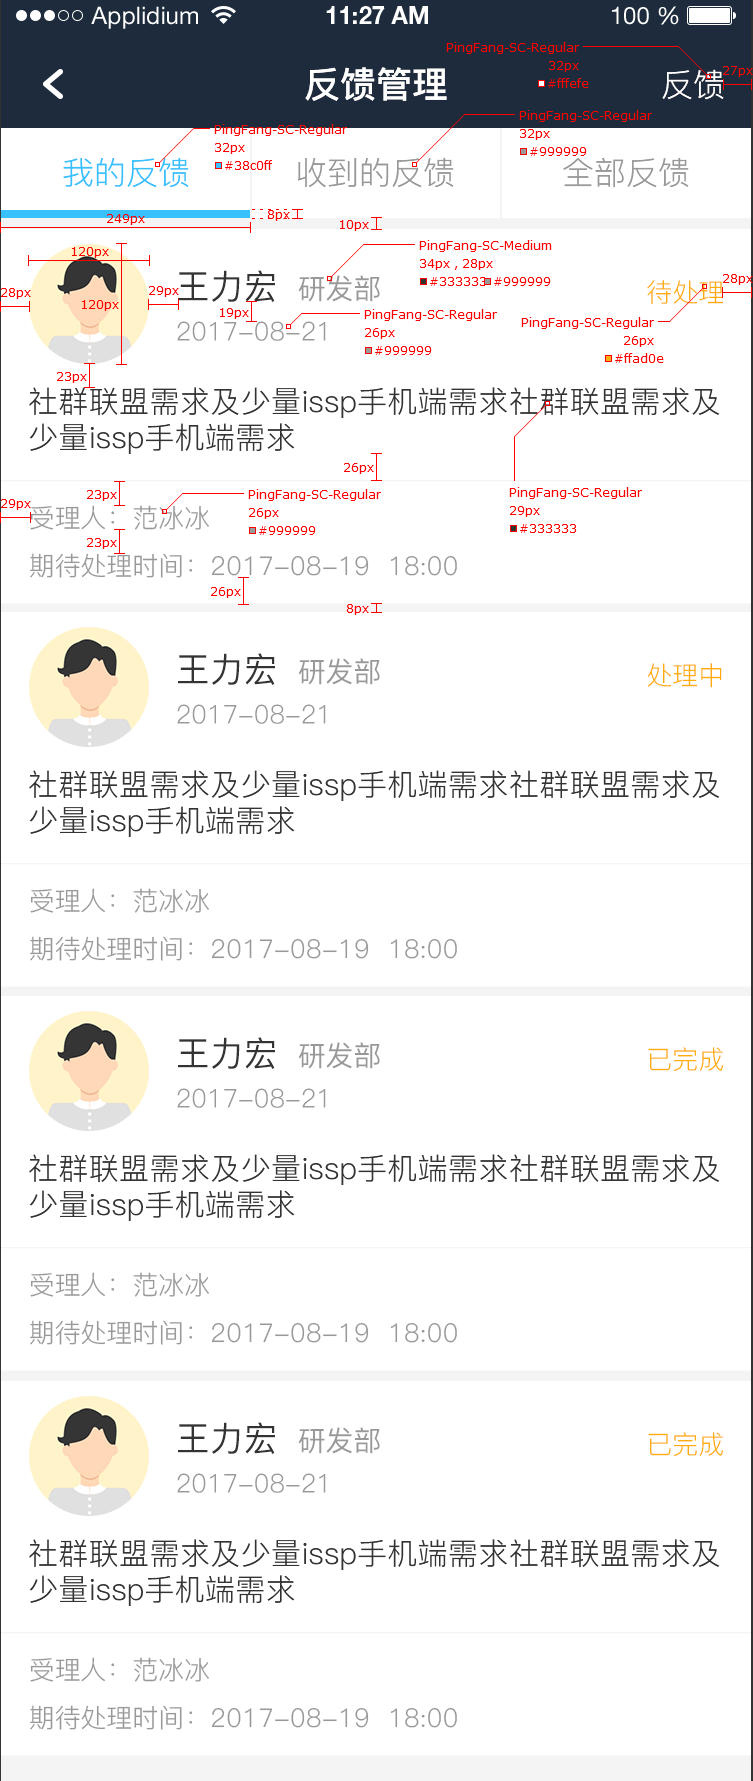 Applidium 11:27 AM 100 %
PingFang-SC-Regular
32px
#fffefe
27px
反馈管理
反馈
PingFang-SC-Regular
32px
#38c0ff
PingFang-SC-Regular
32px
#999999
我的反馈 收到的反馈 全部反馈
249px
8px
10px
120px
120px
28px
29px
王力宏 研发部
PingFang-SC-Medium
34px , 28px
#333333 #999999
待处理
28px
19px
2017-08-21
PingFang-SC-Regular
26px
#999999
PingFang-SC-Regular
26px
#ffad0e
23px
社群联盟需求及少量issp手机端需求社群联盟需求及
少量issp手机端需求
26px
23px
29px
受理人：范冰冰
PingFang-SC-Regular
26px
#999999
PingFang-SC-Regular
29px
#333333
23px
期待处理时间：2017-08-19 18:00
26px
8px
王力宏 研发部
处理中
2017-08-21
社群联盟需求及少量issp手机端需求社群联盟需求及
少量issp手机端需求
受理人：范冰冰
期待处理时间：2017-08-19 18:00
王力宏 研发部
已完成
2017-08-21
社群联盟需求及少量issp手机端需求社群联盟需求及
少量issp手机端需求
受理人：范冰冰
期待处理时间：2017-08-19 18:00
王力宏 研发部
已完成
2017-08-21
社群联盟需求及少量issp手机端需求社群联盟需求及
少量issp手机端需求
受理人：范冰冰
期待处理时间：2017-08-19 18:00